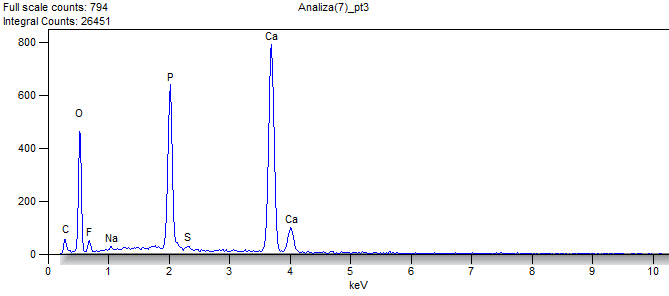 Full scale counts: 794
Analiza(7)_pt3
Integral Counts: 26451
800
600
400
200
0
Ca
P
O
C
F
Na
S
Ca
0 1 2 3 4 5 6 7 8 9 10
keV